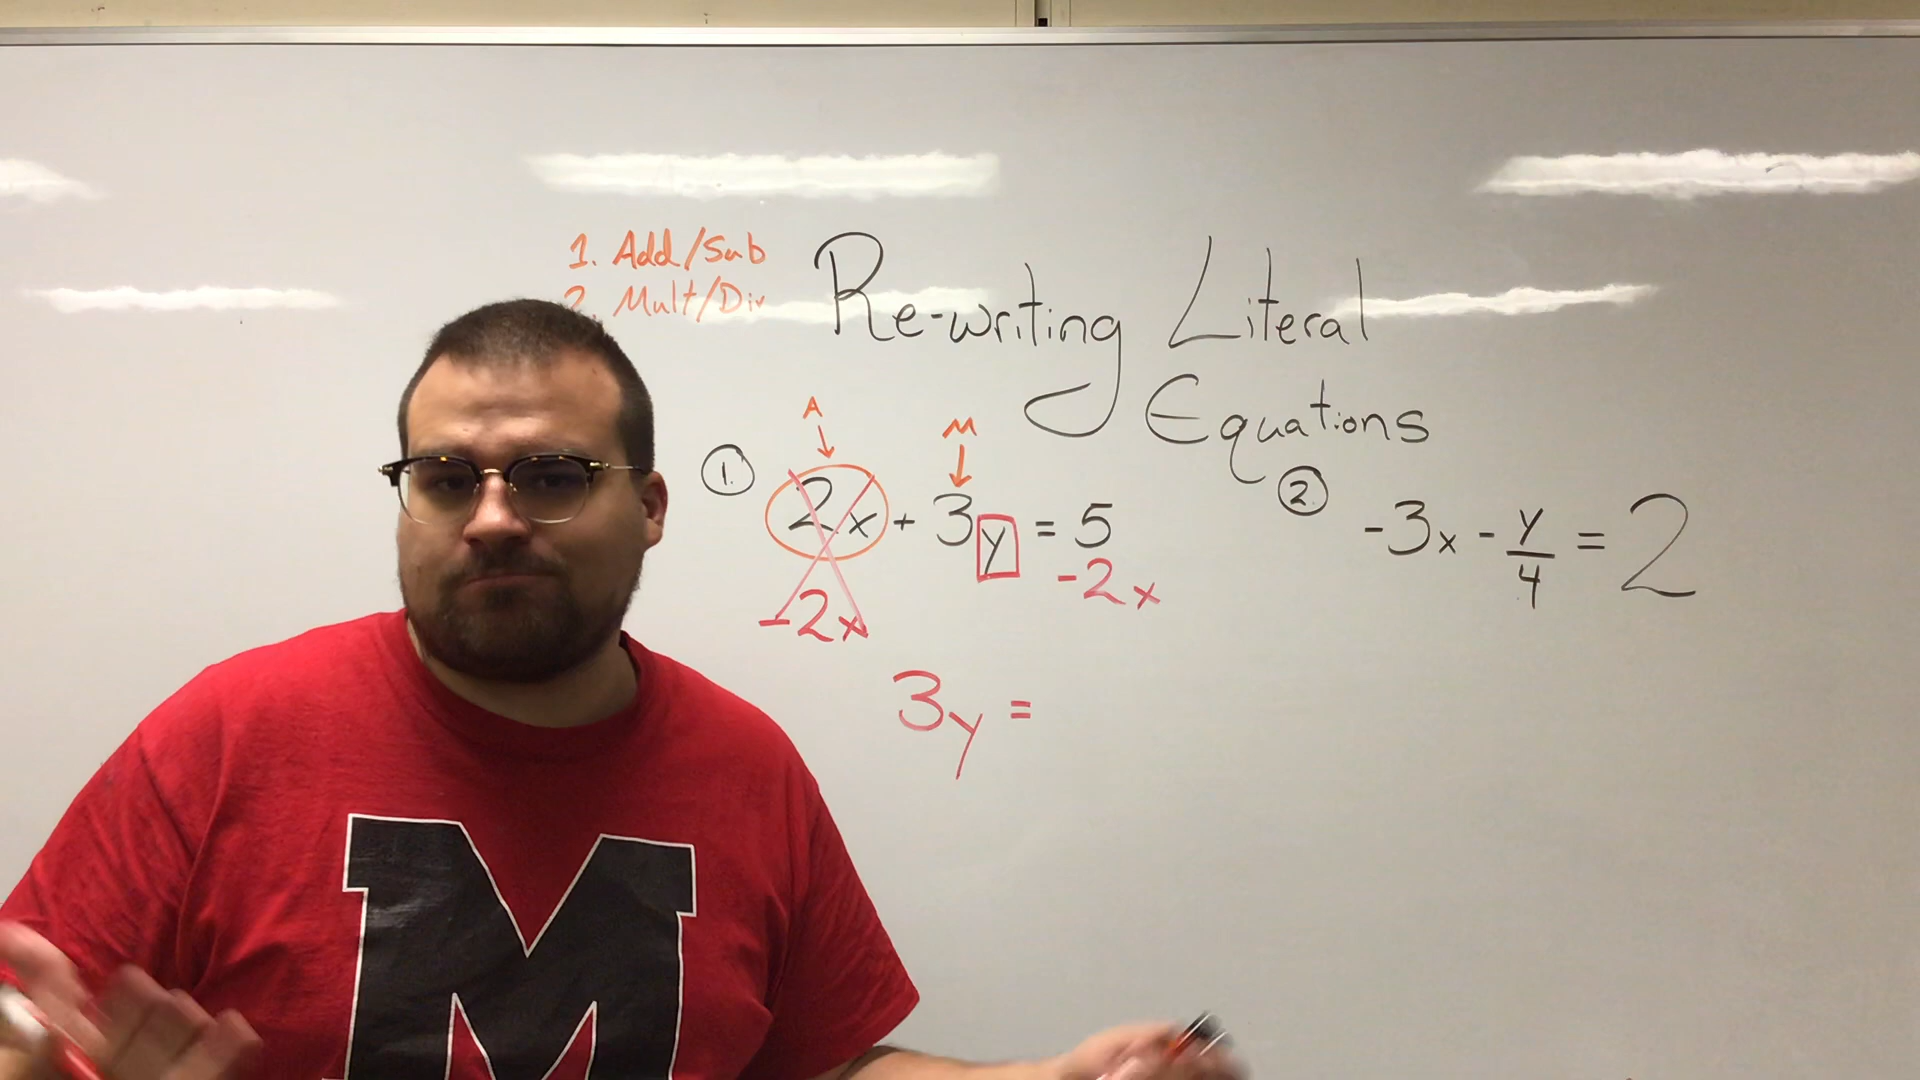 1. Add/Sub
2. Mult/Div
Re-writing Literal
Equations
A
M
1. 2x + 3y = 5
-2x -2x
3y =
2. -3x - y/4 = 2
M